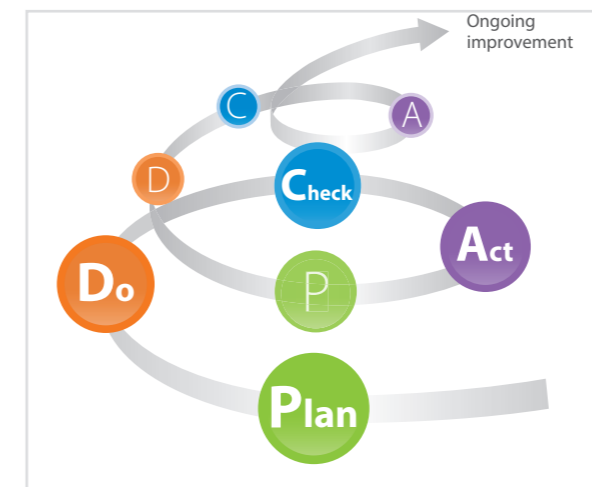 Ongoing
improvement
C
A
D
Check
Act
Do
P
Plan